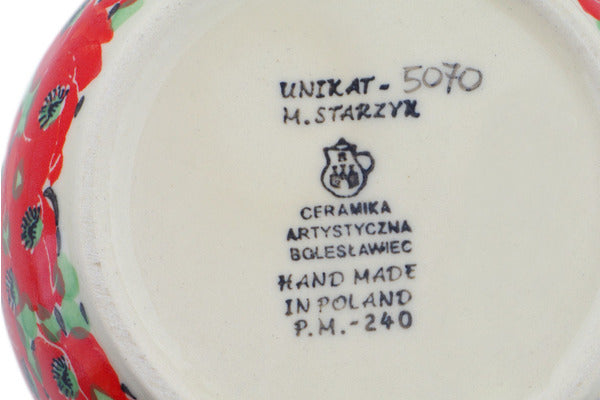 UNIKAT - 5070
M. STARZYK
B
CERAMIKA
ARTYSTYCZNA
BOLESŁAWIEC
HAND MADE
IN POLAND
P.M.-240